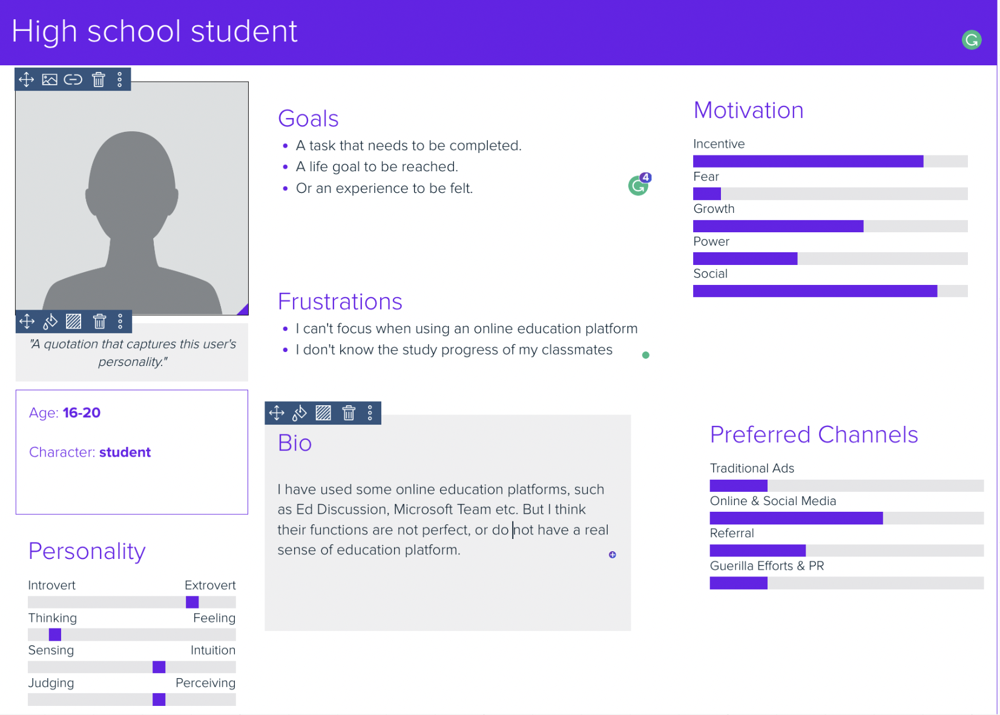 High school student
"A quotation that captures this user's
personality."
Age: 16-20
Character: student
Personality
Introvert Extrovert
Thinking Feeling
Sensing Intuition
Judging Perceiving
Goals
A task that needs to be completed.
A life goal to be reached.
Or an experience to be felt.
4
Frustrations
I can't focus when using an online education platform
I don't know the study progress of my classmates
Bio
I have used some online education platforms, such
as Ed Discussion, Microsoft Team etc. But I think
their functions are not perfect, or do not have a real
sense of education platform.
Motivation
Incentive
Fear
Growth
Power
Social
Preferred Channels
Traditional Ads
Online & Social Media
Referral
Guerilla Efforts & PR